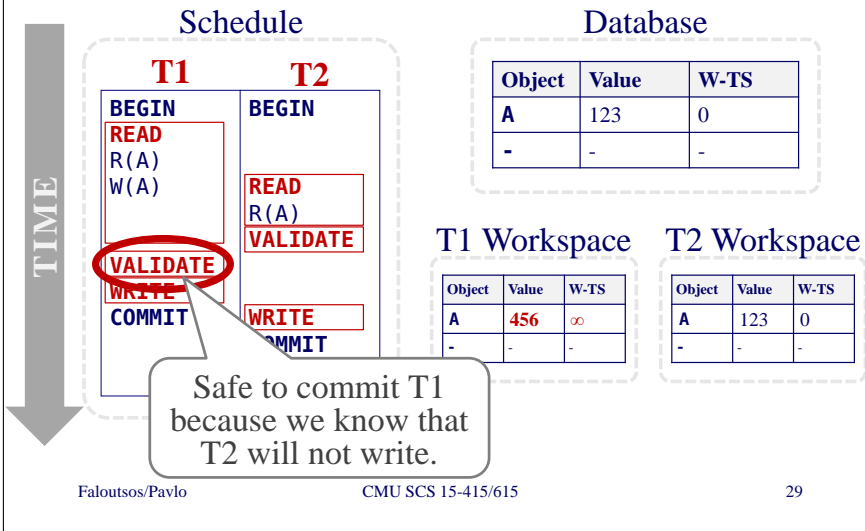 Schedule
Database
TIME
T1
T2
BEGIN
READ
R(A)
W(A)
VALIDATE
WRITE
COMMIT
BEGIN
READ
R(A)
VALIDATE
WRITE
Object Value W-TS
A 123 0
- - -
T1 Workspace
Object Value W-TS
A 456 ∞
- - -
T2 Workspace
Object Value W-TS
A 123 0
- - -
Safe to commit T1
because we know that
T2 will not write.
Faloutsos/Pavlo
CMU SCS 15-415/615
29